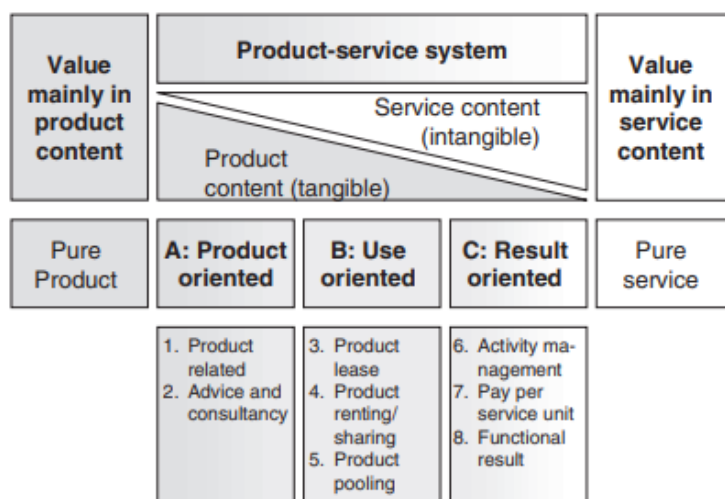 Value
mainly in
product
content
Product-service system
Service content
(intangible)
Product
content (tangible)
Value
mainly in
service
content
Pure
Product
A: Product
oriented
B: Use
oriented
C: Result
oriented
Pure
service
1. Product
related
2. Advice and
consultancy
3. Product
lease
4. Product
renting/
sharing
5. Product
pooling
6. Activity ma-
nagement
7. Pay per
service unit
8. Functional
result